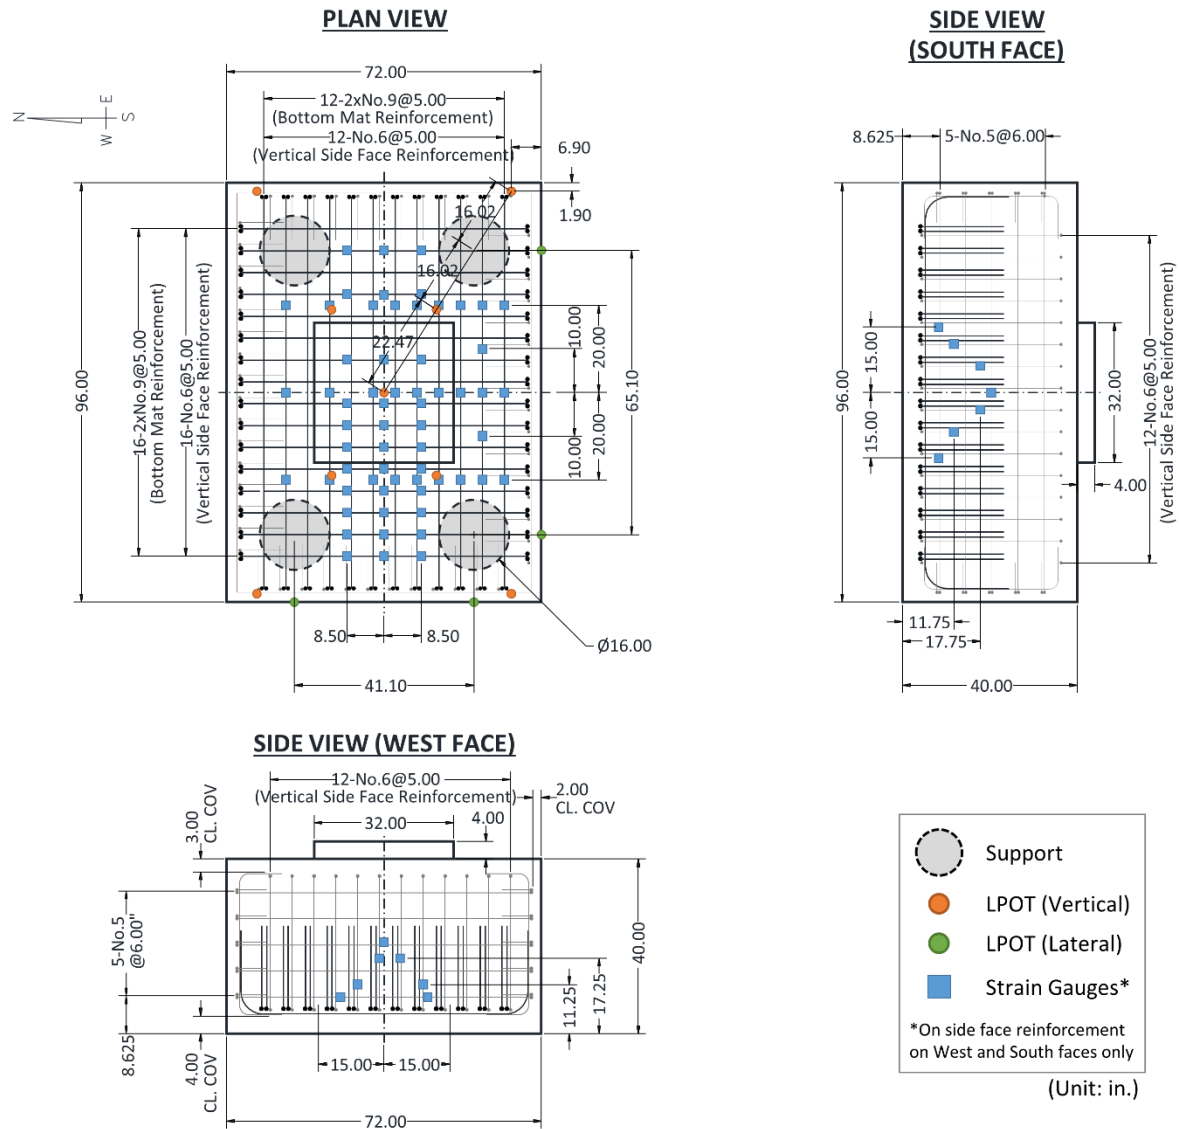 PLAN VIEW
SIDE VIEW
(SOUTH FACE)
72.00
12-2xNo.9@5.00
(Bottom Mat Reinforcement)
12-No.6@5.00
(Vertical Side Face Reinforcement)
N
E
S
W
6.90
1.90
16.02
16.02
22.47
96.00
16-2xNo.9@5.00
(Bottom Mat Reinforcement)
16-No.6@5.00
(Vertical Side Face Reinforcement)
10.00
20.00
10.00
20.00
65.10
8.50
8.50
Ø16.00
41.10
8.625
5-No.5@6.00
96.00
15.00
15.00
32.00
12-No.6@5.00
(Vertical Side Face Reinforcement)
4.00
11.75
17.75
40.00
SIDE VIEW (WEST FACE)
12-No.6@5.00
(Vertical Side Face Reinforcement)
2.00
CL. COV
3.00
CL. COV
32.00
4.00
5-No.5
@6.00"
8.625
4.00
CL. COV
15.00
15.00
11.25
17.25
40.00
72.00
Support
LPOT (Vertical)
LPOT (Lateral)
Strain Gauges*
*On side face reinforcement
on West and South faces only
(Unit: in.)